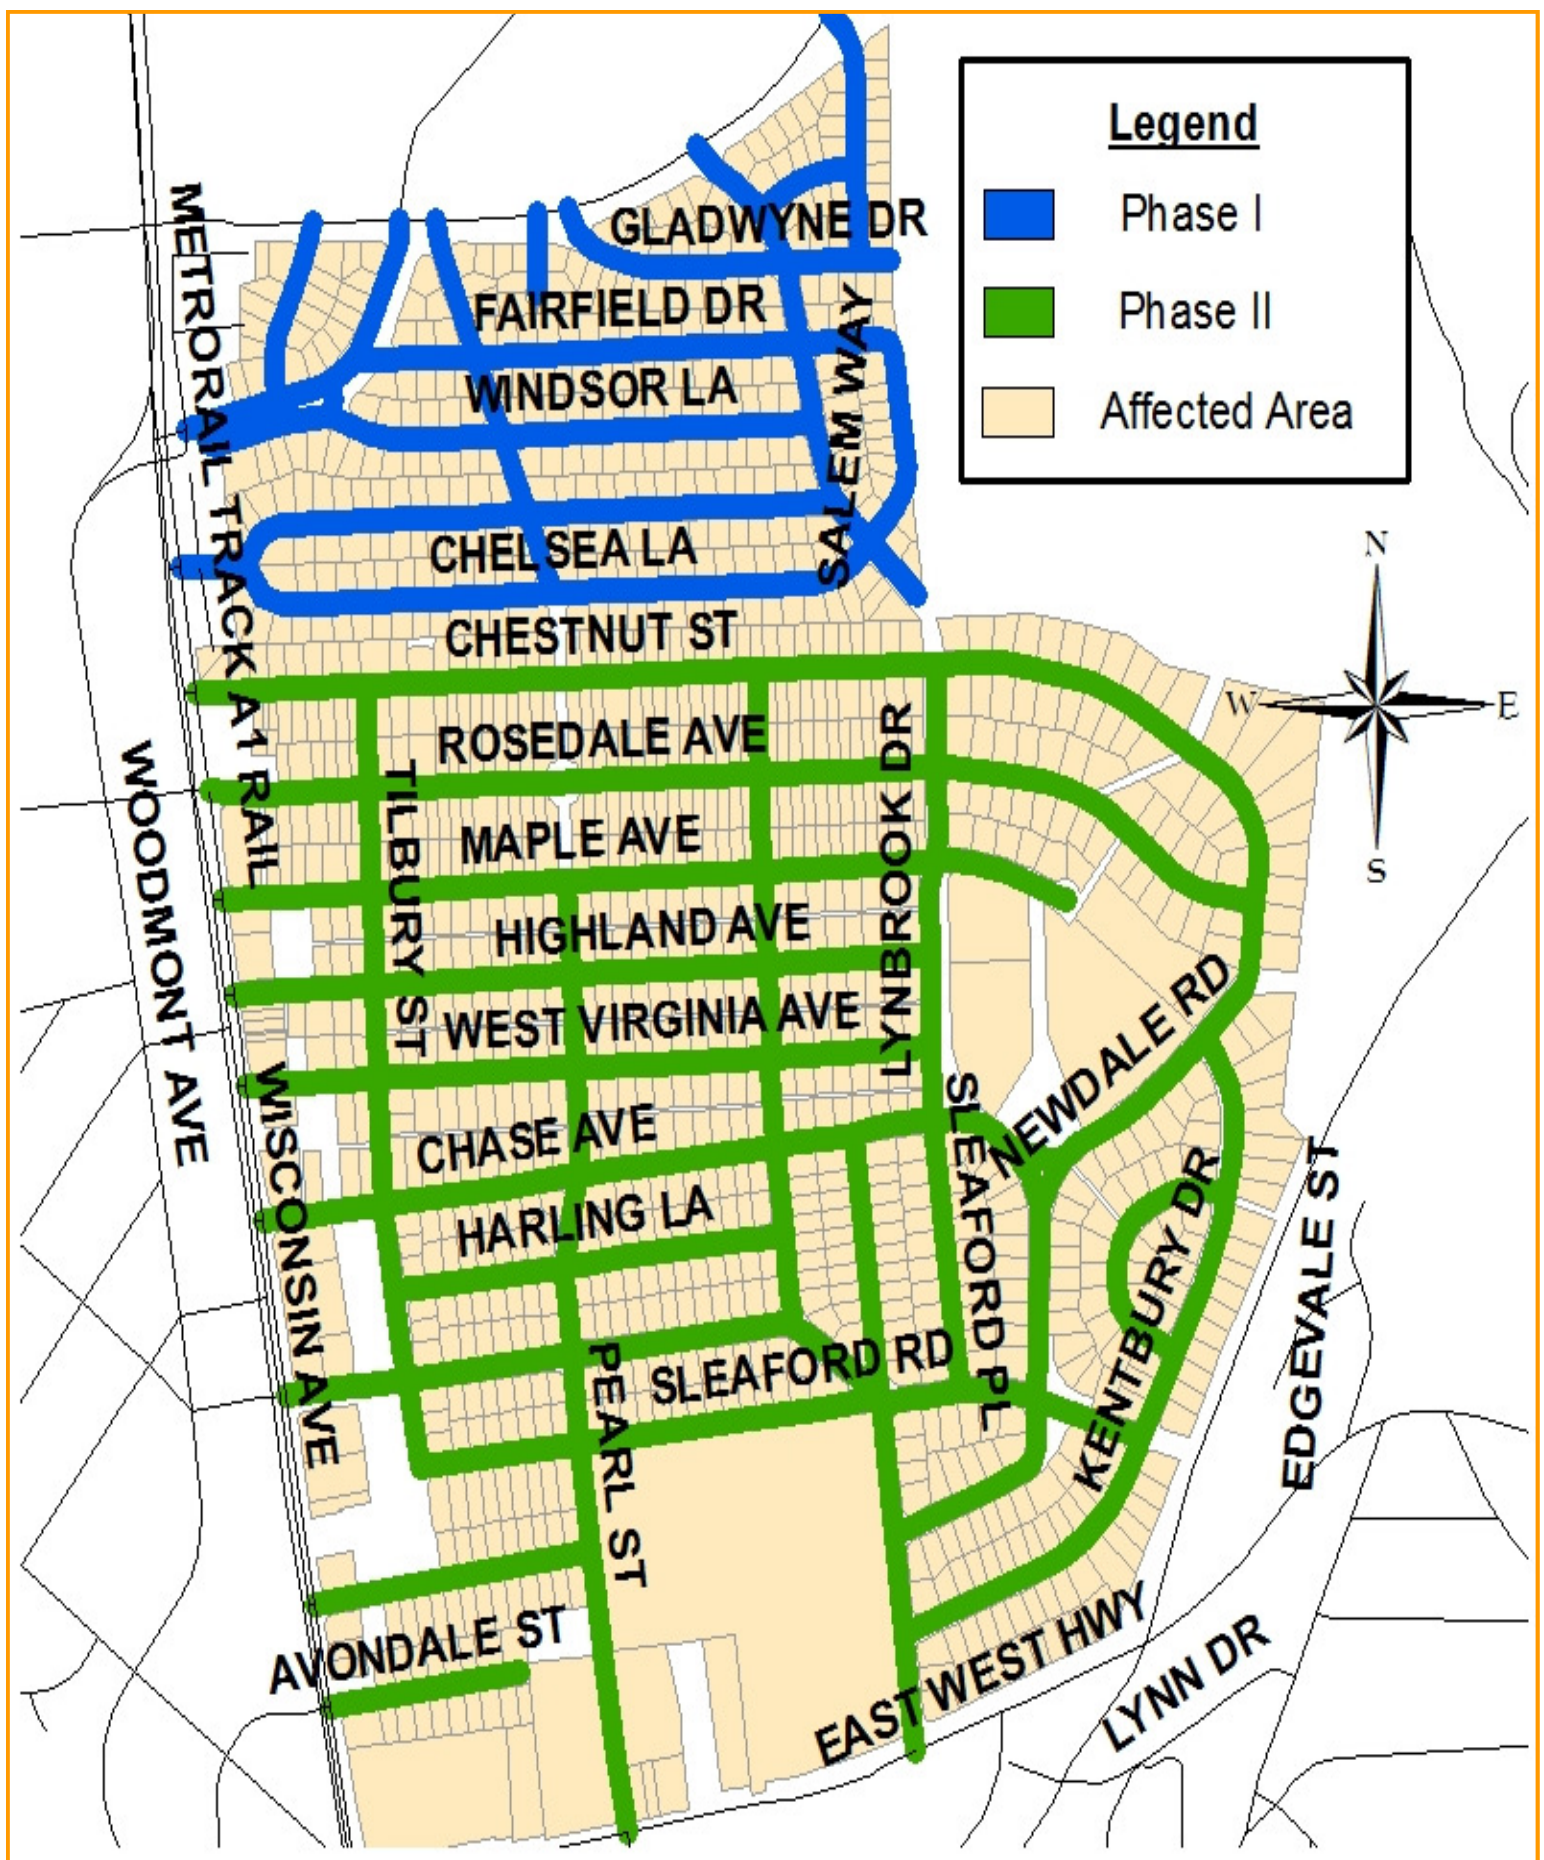 Legend
Phase I
Phase II
Affected Area
GLADWYNE DR
FAIRFIELD DR
WINDSOR LA
SALEM WAY
METRORAIL TRACK A1 RAIL
CHELSEA LA
CHESTNUT ST
N
W
E
S
ROSEDALE AVE
LYNBROOK DR
TILBURY ST
MAPLE AVE
WOODMONT AVE
HIGHLAND AVE
WEST VIRGINIA AVE
NEWDALE RD
WISCONSIN AVE
CHASE AVE
SLEAFORD PL
HARLING LA
KENTBURY DR
EDGEVALE ST
SLEAFORD RD
PEARL ST
AVONDALE ST
EAST WEST HWY
LYNN DR